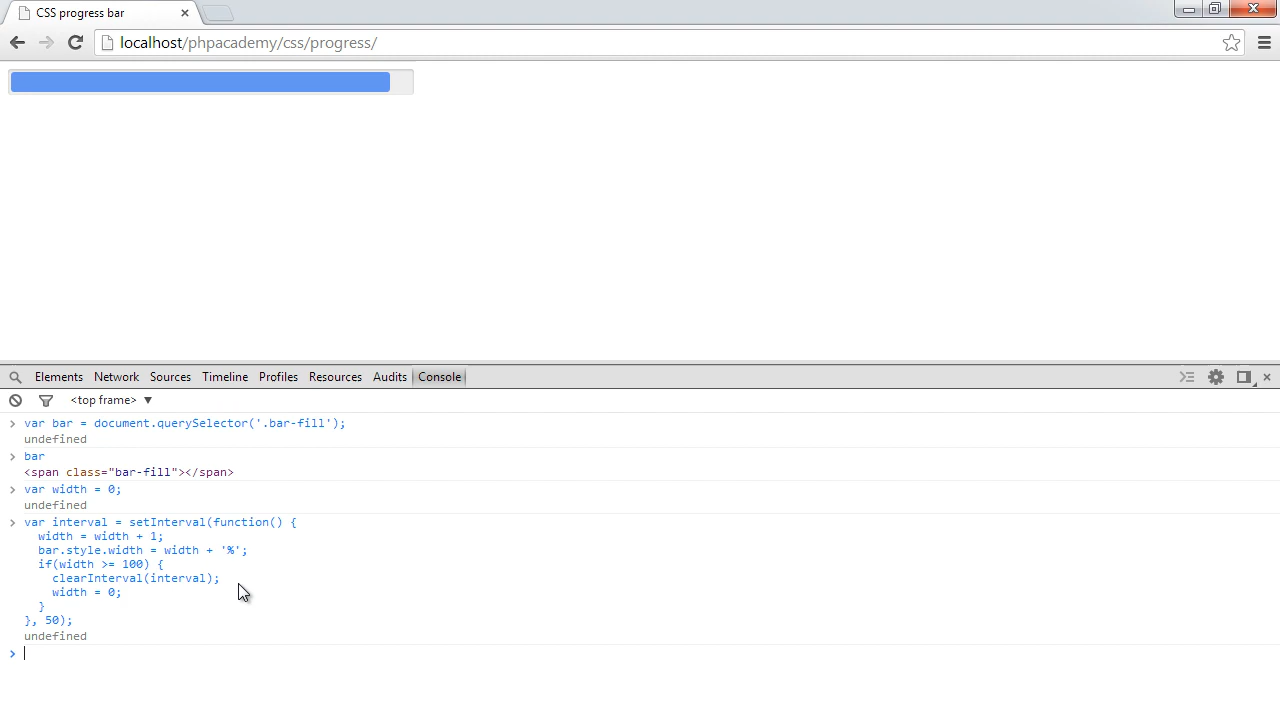 CSS progress bar
localhost/phpacademy/css/progress/
Elements Network Sources Timeline Profiles Resources Audits Console
<top frame>
var bar = document.querySelector('.bar-fill');
undefined
bar
<span class="bar-fill"></span>
var width = 0;
undefined
var interval = setInterval(function() {
  width = width + 1;
  bar.style.width = width + '%';
  if(width >= 100) {
    clearInterval(interval);
    width = 0;
  }
}, 50);
undefined